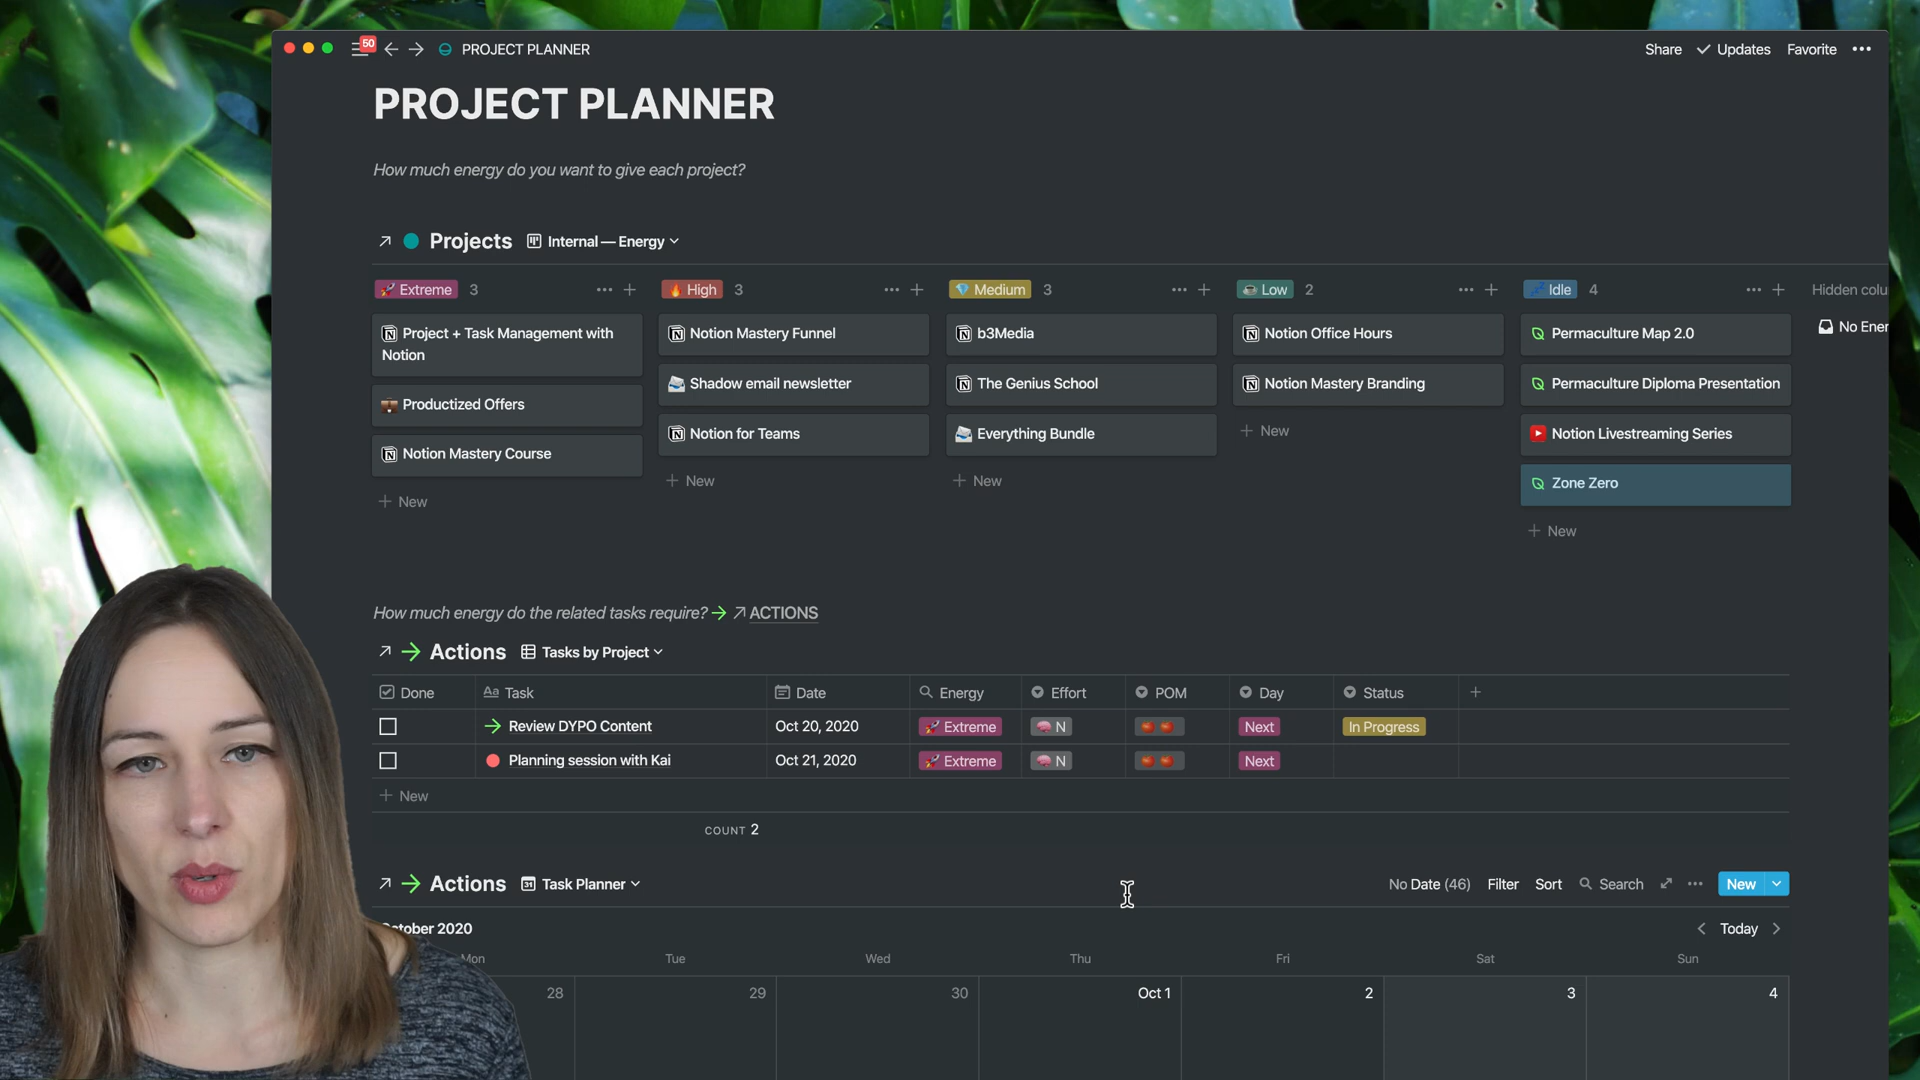 50 PROJECT PLANNER Share Updates Favorite
PROJECT PLANNER
How much energy do you want to give each project?
Projects Internal — Energy
Extreme 3 High 3 Medium 3 Low 2 Idle 4 Hidden colu
Project + Task Management with Notion
Productized Offers
Notion Mastery Course
New
Notion Mastery Funnel
Shadow email newsletter
Notion for Teams
New
b3Media
The Genius School
Everything Bundle
New
Notion Office Hours
Notion Mastery Branding
New
Permaculture Map 2.0
Permaculture Diploma Presentation
Notion Livestreaming Series
Zone Zero
New
No Ener
How much energy do the related tasks require? → ↗ ACTIONS
Actions Tasks by Project
Done Aa Task Date Energy Effort POM Day Status
Review DYPO Content Oct 20, 2020 Extreme N Next In Progress
Planning session with Kai Oct 21, 2020 Extreme N Next
New
COUNT 2
Actions 31 Task Planner No Date (46) Filter Sort Search New
October 2020 Today
Mon Tue Wed Thu Fri Sat Sun
28 29 30 Oct 1 2 3 4